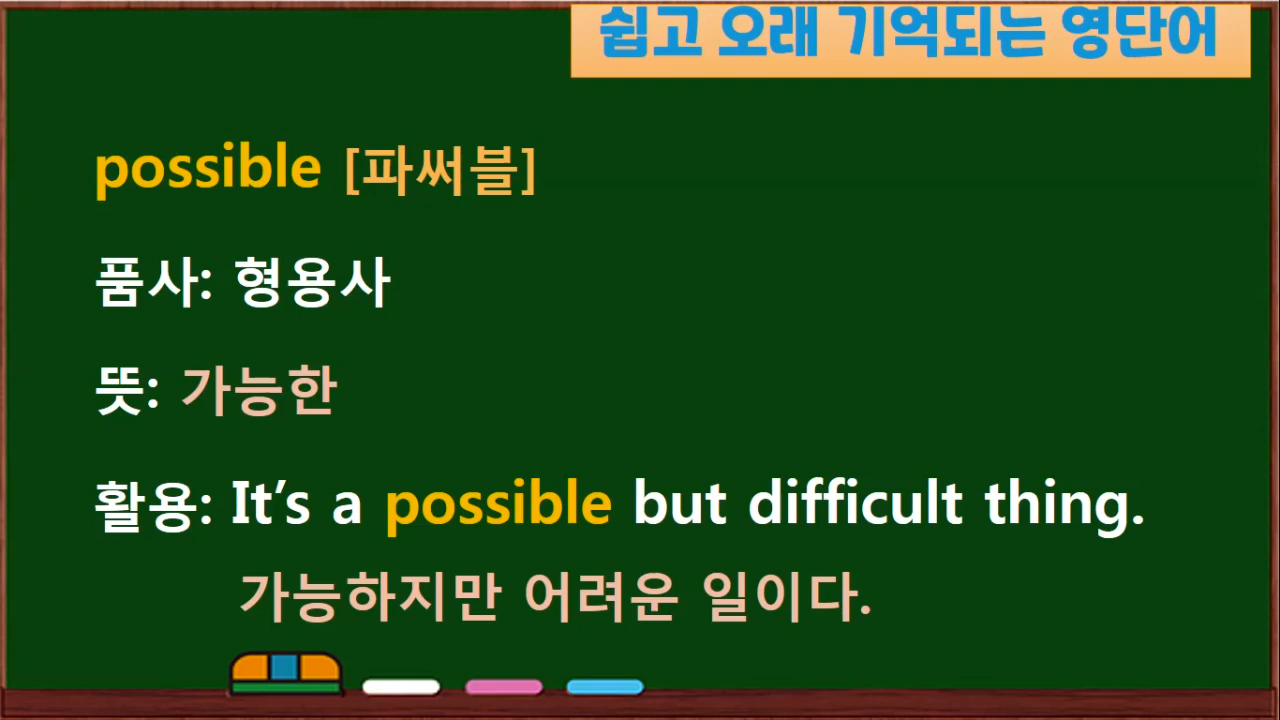 쉽고 오래 기억되는 영단어
possible [파써블]
품사: 형용사
뜻: 가능한
활용: It's a possible but difficult thing.
가능하지만 어려운 일이다.